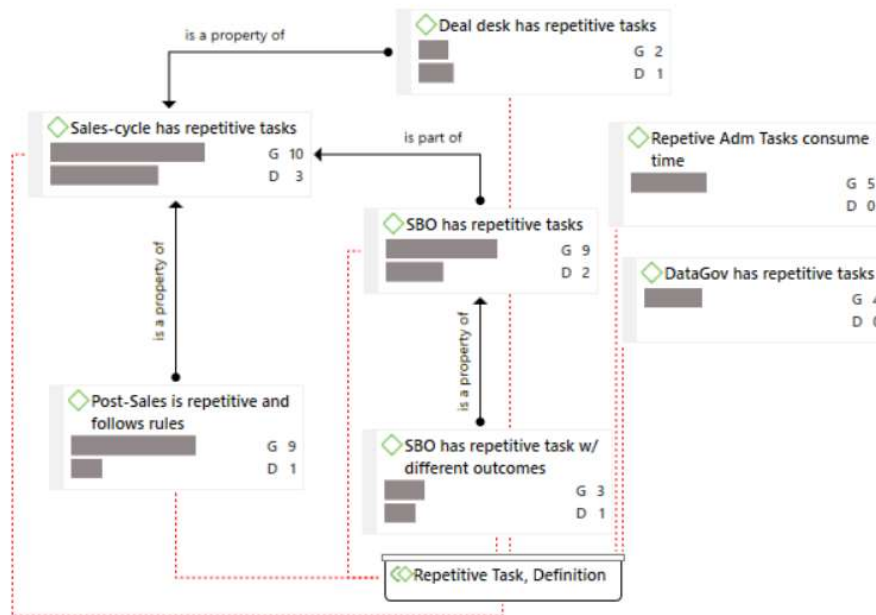 Deal desk has repetitive tasks
G 2
D 1
is a property of
Sales-cycle has repetitive tasks
G 10
D 3
is part of
Repetive Adm Tasks consume
time
G 5
D 0
SBO has repetitive tasks
G 9
D 2
is a property of
DataGov has repetitive tasks
G 4
D 0
is a property of
Post-Sales is repetitive and
follows rules
G 9
D 1
SBO has repetitive task w/
different outcomes
G 3
D 1
Repetitive Task, Definition